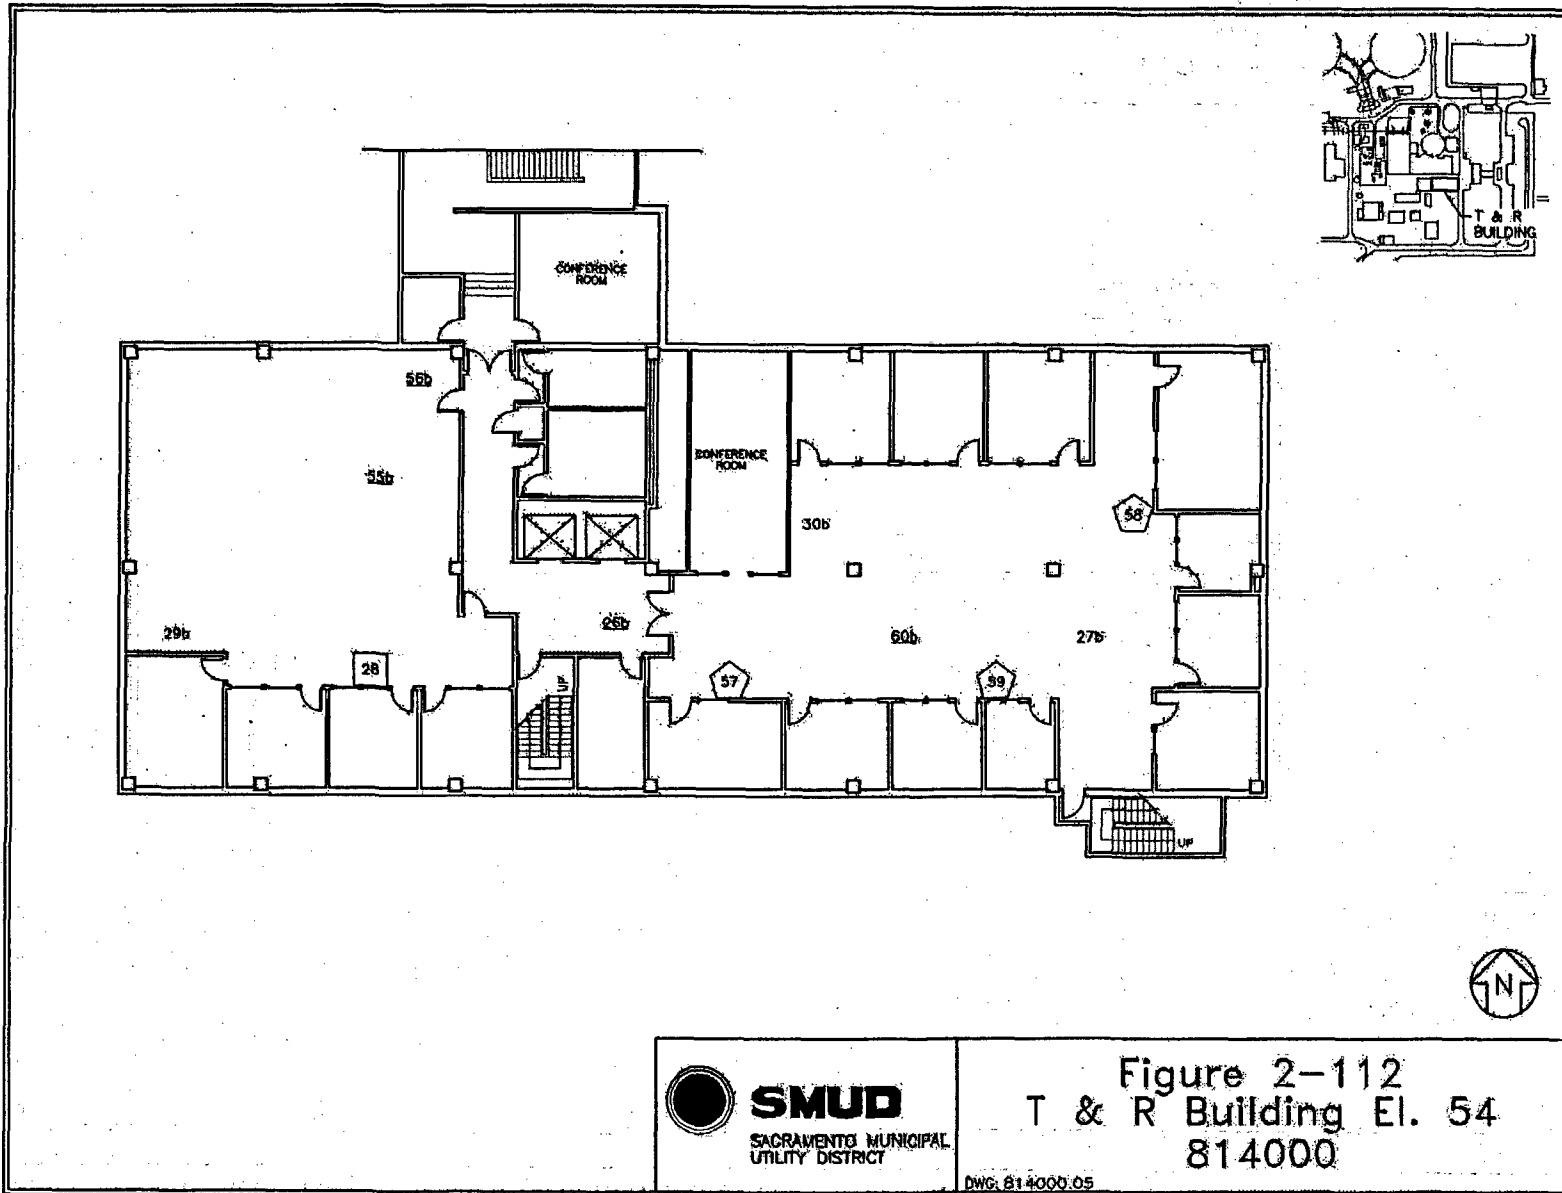 T & R
BUILDING
CONFERENCE
ROOM
56b
55b
CONFERENCE
ROOM
30b
58
29b
26b
60b
27b
28
57
59
UP
UP
N
SMUD
SACRAMENTO MUNICIPAL
UTILITY DISTRICT
Figure 2-112
T & R Building El. 54
814000
DWG: 814000.05